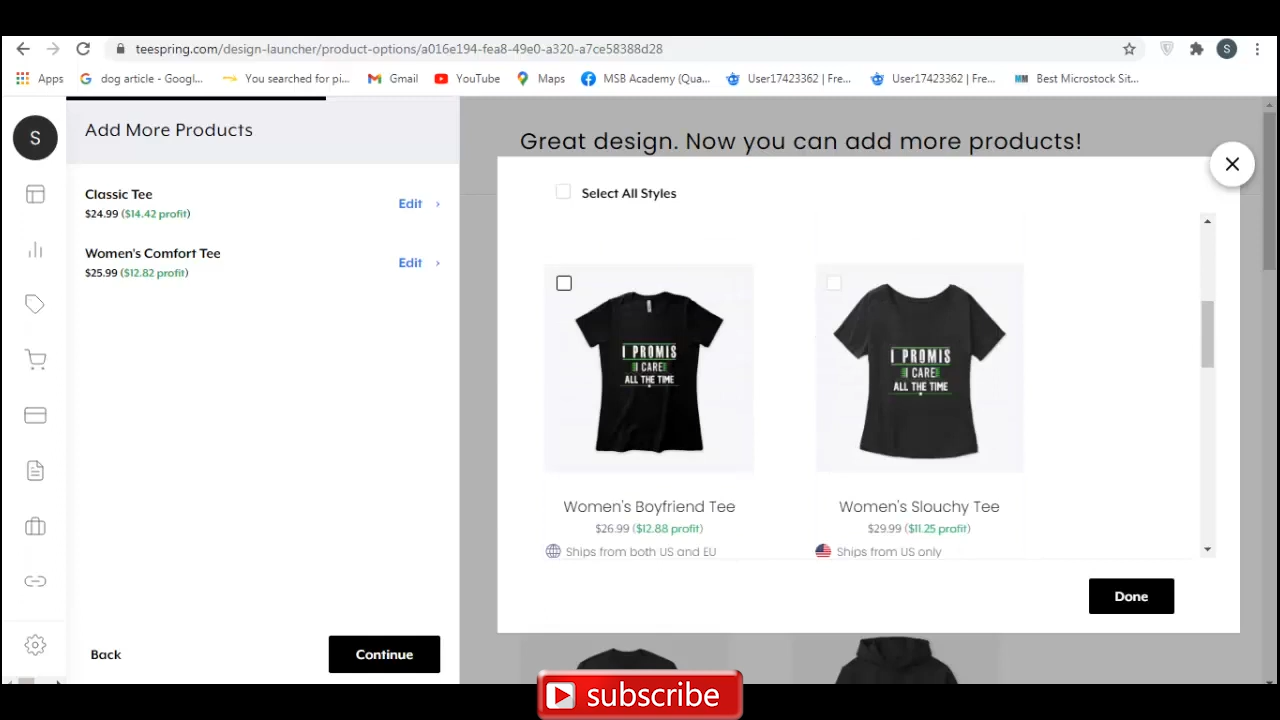 teespring.com/design-launcher/product-options/a016e194-fea8-49e0-a320-a7ce58388d28
S
Apps
dog article - Googl...
You searched for pi...
Gmail
YouTube
Maps
MSB Academy (Qua...
User17423362 | Fre...
User17423362 | Fre...
Best Microstock Sit...
S
Add More Products
Classic Tee
$24.99 ($14.42 profit)
Edit
Women's Comfort Tee
$25.99 ($12.82 profit)
Edit
Back
Continue
Great design. Now you can add more products!
Select All Styles
I PROMIS
I CARE
ALL THE TIME
Women's Boyfriend Tee
$26.99 ($12.88 profit)
Ships from both US and EU
I PROMIS
I CARE
ALL THE TIME
Women's Slouchy Tee
$29.99 ($11.25 profit)
Ships from US only
Done
subscribe